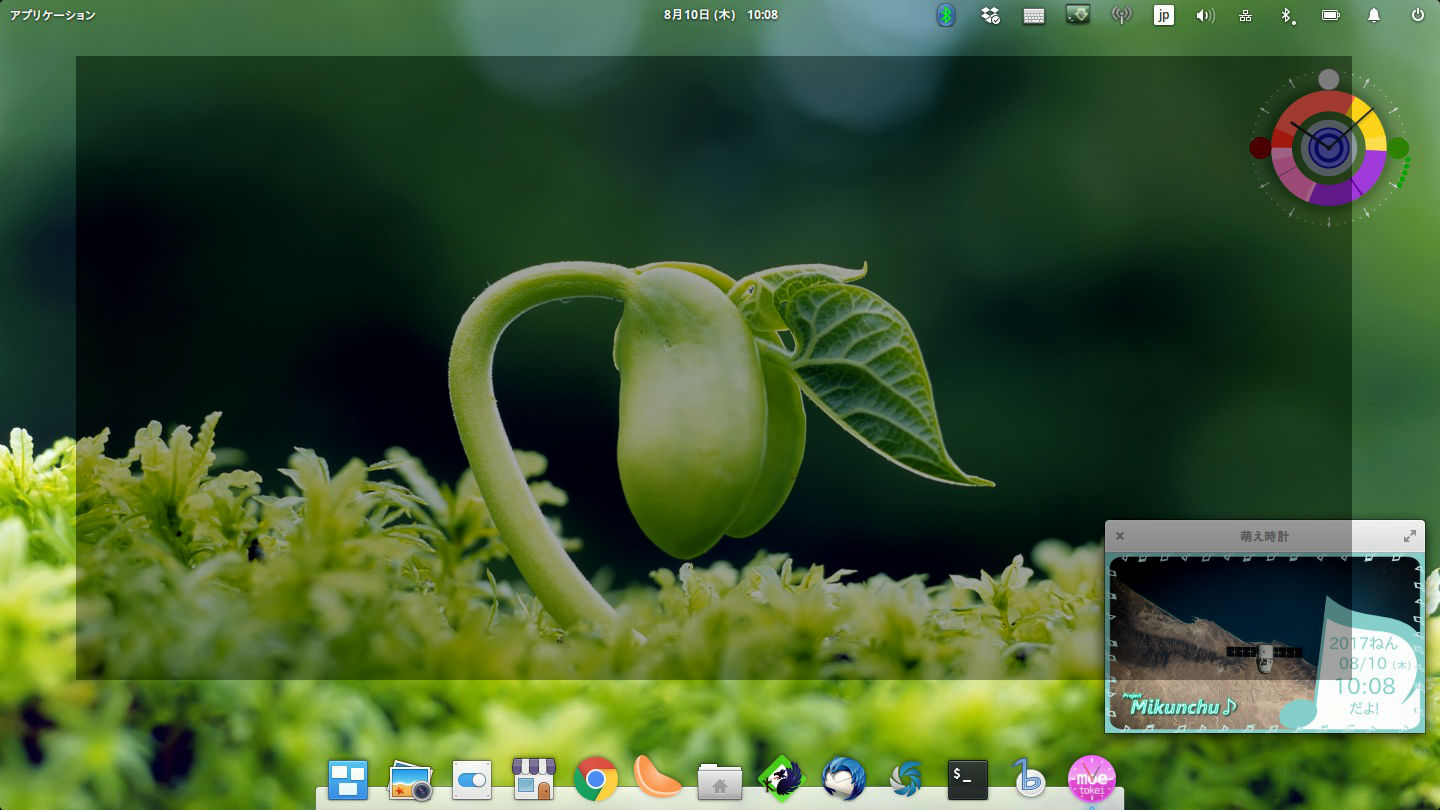 アプリケーション
8月10日 (木) 10:08
jp
萌え時計
2017ねん
08/10 (木)
10:08
だよ!
Project
Mikunchu♪
$_
b
moe
tokei